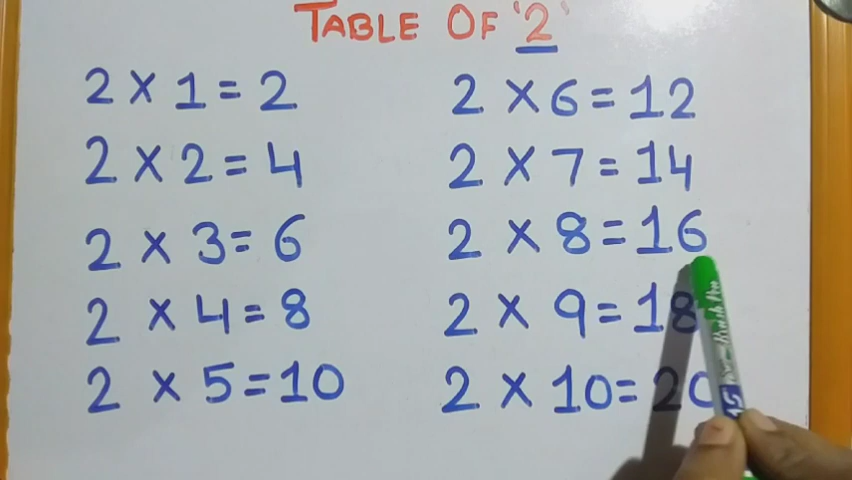 TABLE OF '2'
2 × 1 = 2
2 × 2 = 4
2 × 3 = 6
2 × 4 = 8
2 × 5 = 10
2 × 6 = 12
2 × 7 = 14
2 × 8 = 16
2 × 9 = 18
2 × 10 = 20